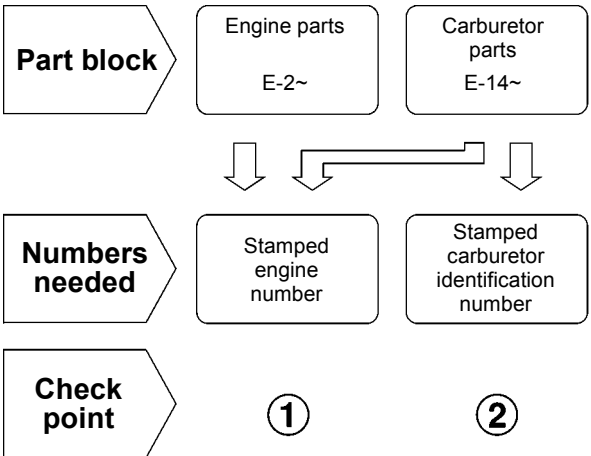 Part block
Engine parts
E-2~
Carburetor
parts
E-14~
Numbers
needed
Stamped
engine
number
Stamped
carburetor
identification
number
Check
point
①
②